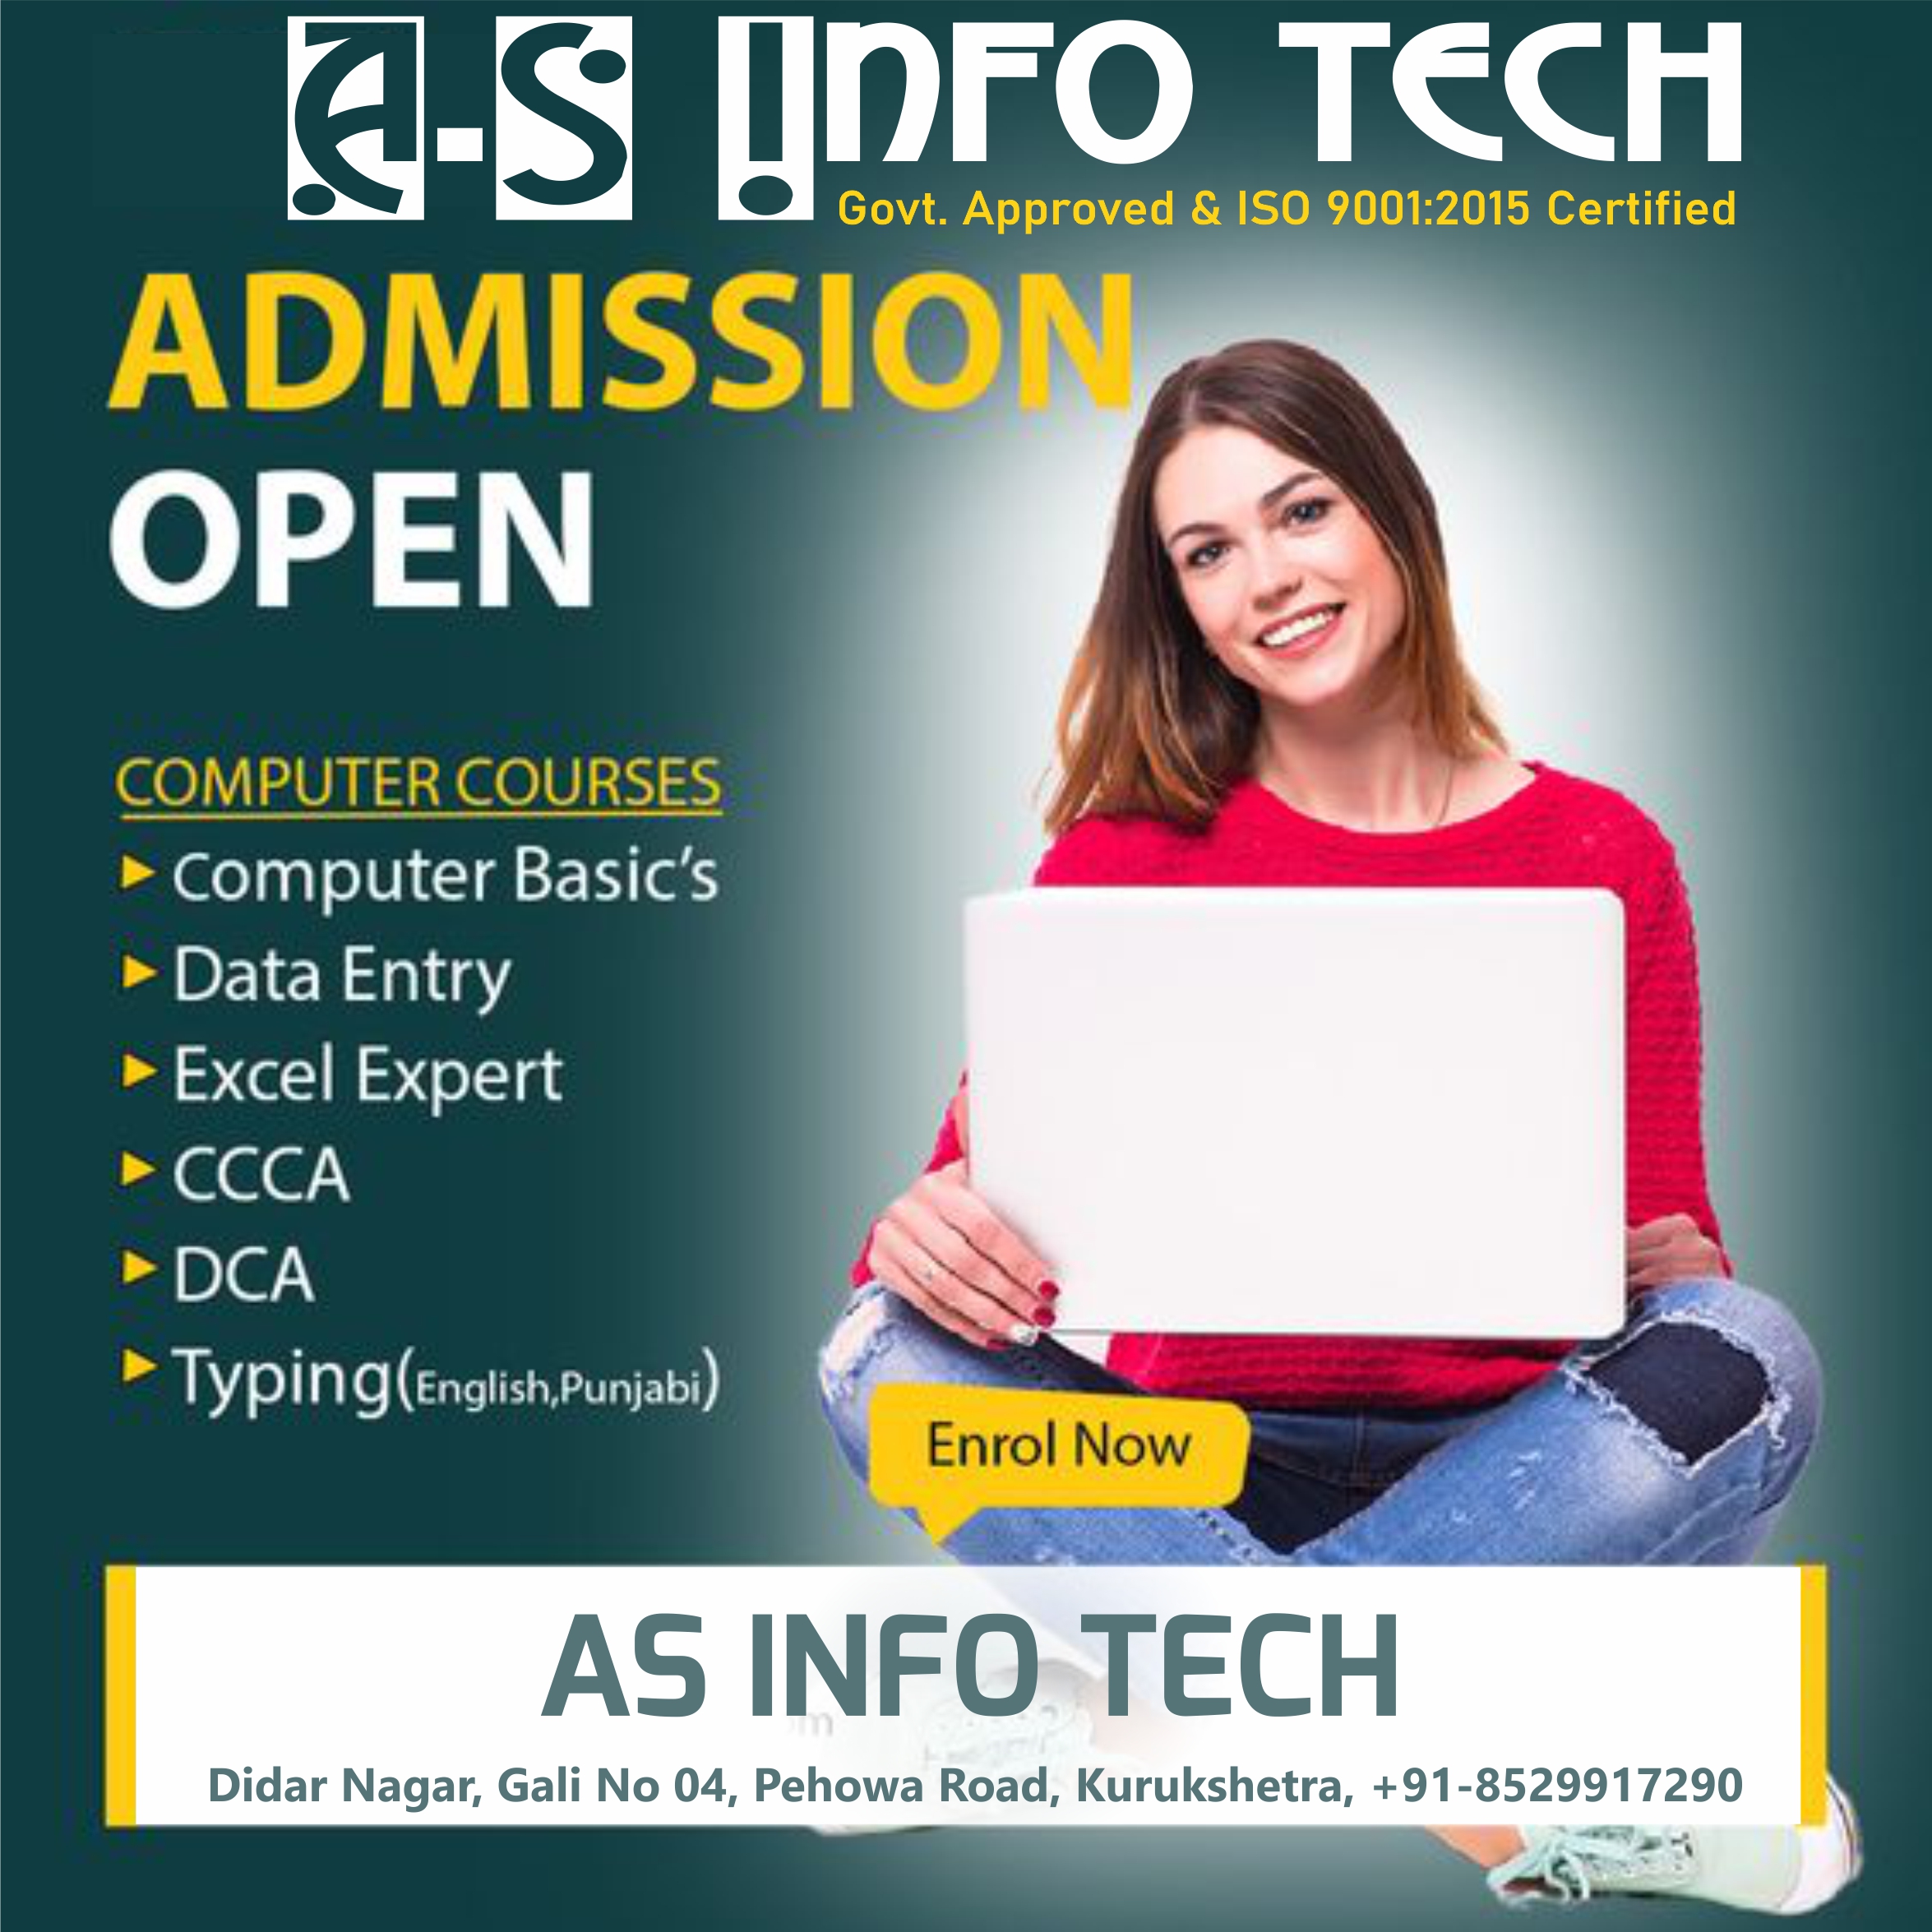 A-S INFO TECH
Govt. Approved & ISO 9001:2015 Certified
ADMISSION
OPEN
COMPUTER COURSES
Computer Basic's
Data Entry
Excel Expert
CCCA
DCA
Typing(English,Punjabi)
Enrol Now
AS INFO TECH
Didar Nagar, Gali No 04, Pehowa Road, Kurukshetra, +91-8529917290